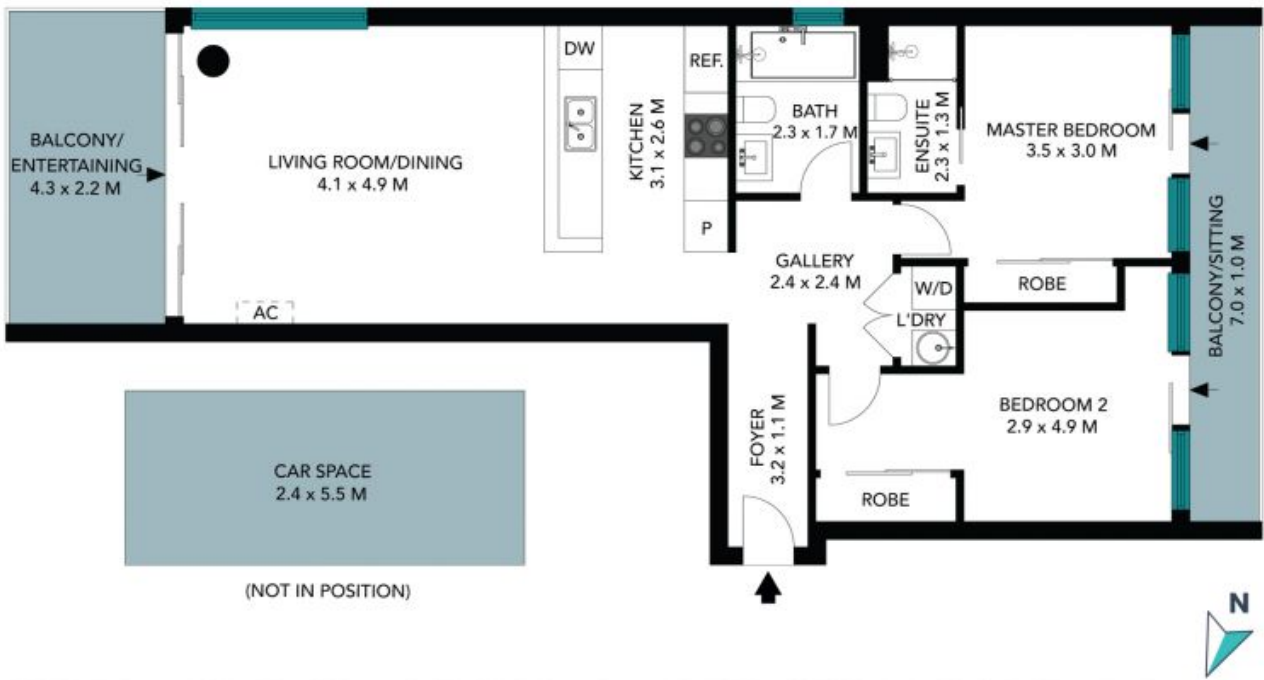 BALCONY/
ENTERTAINING
4.3 x 2.2 M
LIVING ROOM/DINING
4.1 x 4.9 M
AC
DW
KITCHEN
3.1 x 2.6 M
REF.
P
BATH
2.3 x 1.7 M
ENSUITE
2.3 x 1.3 M
MASTER BEDROOM
3.5 x 3.0 M
ROBE
GALLERY
2.4 x 2.4 M
W/D
L'DRY
BALCONY/SITTING
7.0 x 1.0 M
BEDROOM 2
2.9 x 4.9 M
ROBE
FOYER
3.2 x 1.1 M
CAR SPACE
2.4 x 5.5 M
(NOT IN POSITION)
N